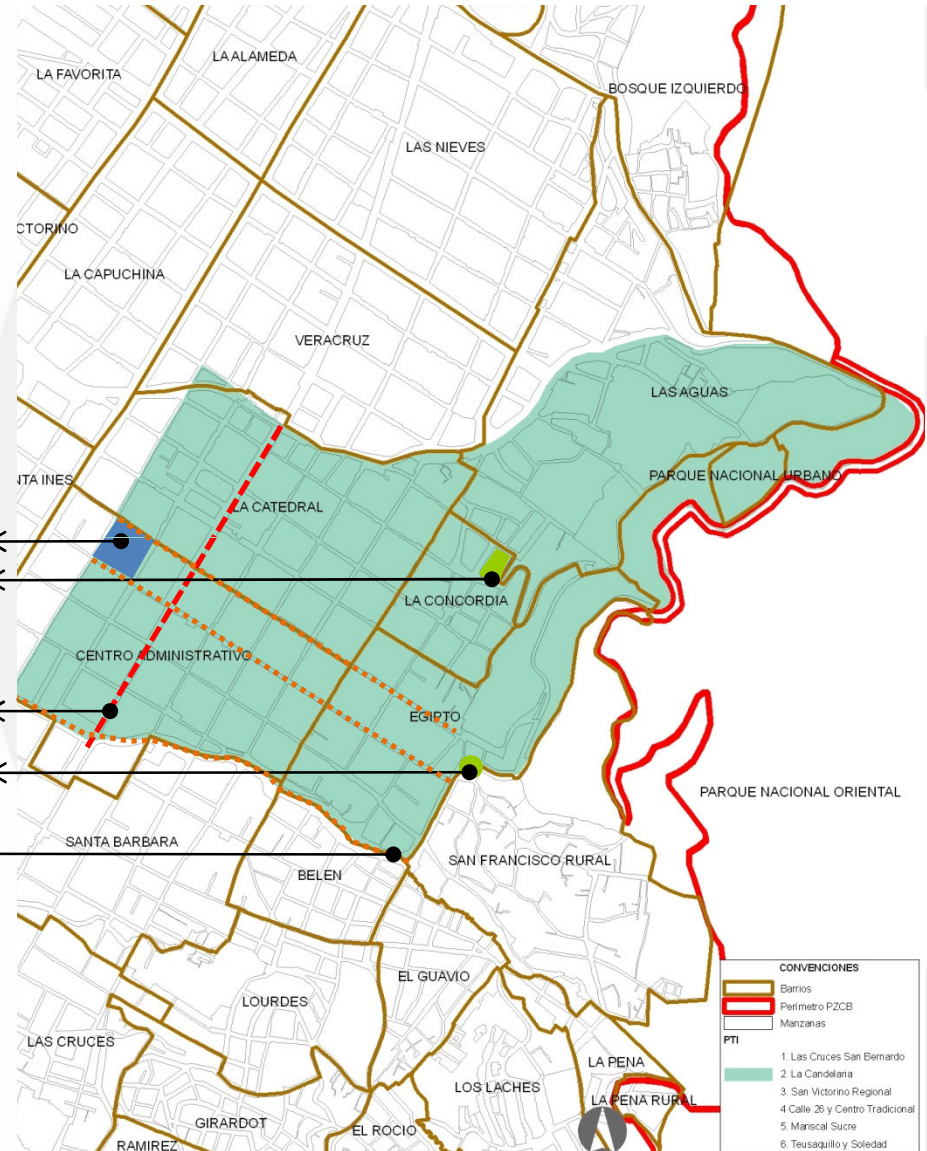 LA ALAMEDA
LA FAVORITA
BOSQUE IZQUIERDO
LAS NIEVES
CTORINO
LA CAPUCHINA
VERACRUZ
LAS AGUAS
NTA INES
PARQUE NACIONAL URBANO
LA CATEDRAL
LA CONCORDIA
CENTRO ADMINISTRATIVO
EGIPTO
PARQUE NACIONAL ORIENTAL
SANTA BARBARA
SAN FRANCISCO RURAL
BELEN
EL GUAVIO
LOURDES
LAS CRUCES
LA PENA
LOS LACHES
LA PENA RURAL
GIRARDOT
EL ROCIO
RAMIREZ
CONVENCIONES
Barrios
Perímetro PZCB
Manzanas
PTI
1. Las Cruces San Bernardo
2. La Candelaria
3. San Victorino Regional
4 Calle 26 y Centro Tradicional
5. Mariscal Sucre
6. Teusaquillo y Soledad